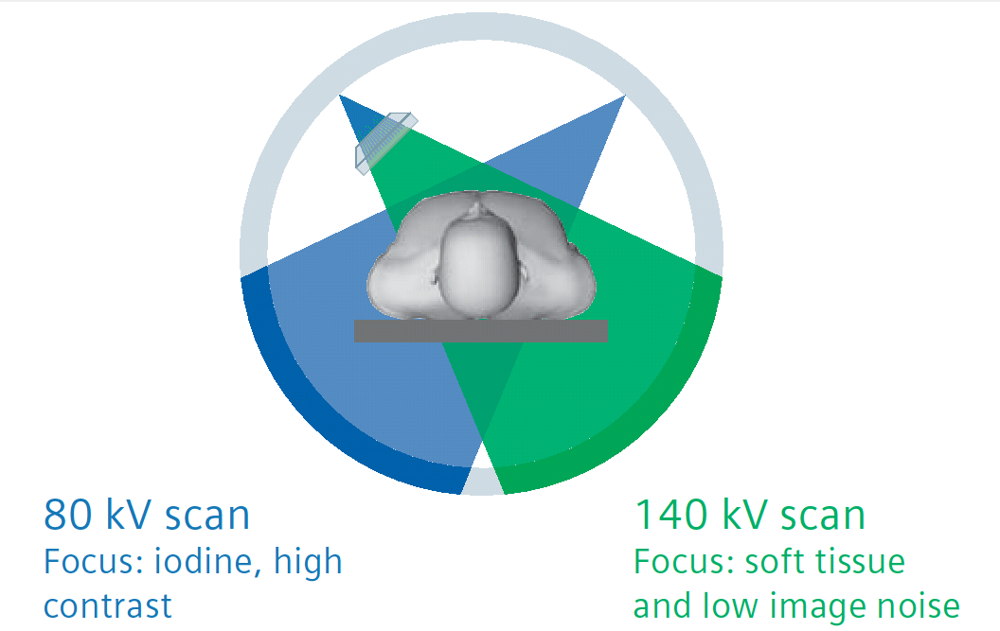 80 kV scan
Focus: iodine, high
contrast
140 kV scan
Focus: soft tissue
and low image noise